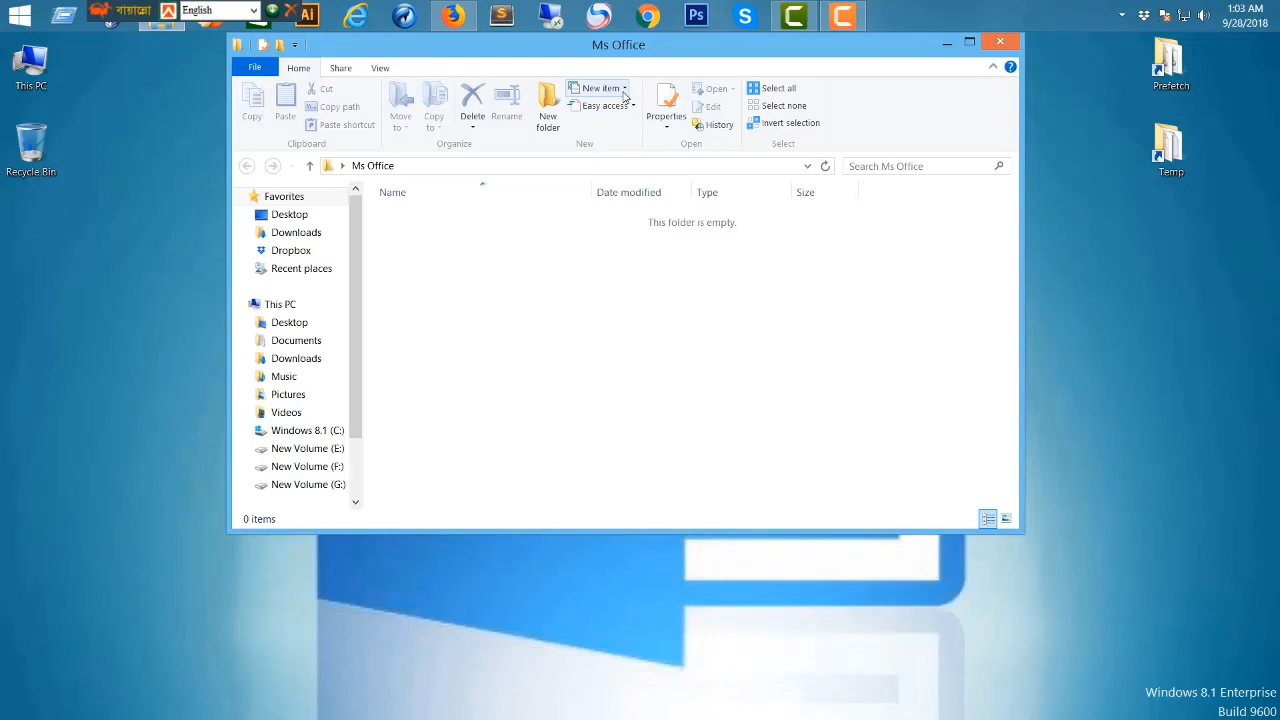 বায়ান্নো
English
Ai
S
Ps
S
C
C
1:03 AM
9/28/2018
This PC
Recycle Bin
Prefetch
Temp
Ms Office
File
Home
Share
View
Copy
Paste
Cut
Copy path
Paste shortcut
Clipboard
Move to
Copy to
Delete
Rename
Organize
New folder
New item
Easy access
New
Properties
Open
Edit
History
Open
Select all
Select none
Invert selection
Select
Ms Office
Search Ms Office
Name
Date modified
Type
Size
This folder is empty.
Favorites
Desktop
Downloads
Dropbox
Recent places
This PC
Desktop
Documents
Downloads
Music
Pictures
Videos
Windows 8.1 (C:)
New Volume (E:)
New Volume (F:)
New Volume (G:)
0 items
Windows 8.1 Enterprise
Build 9600